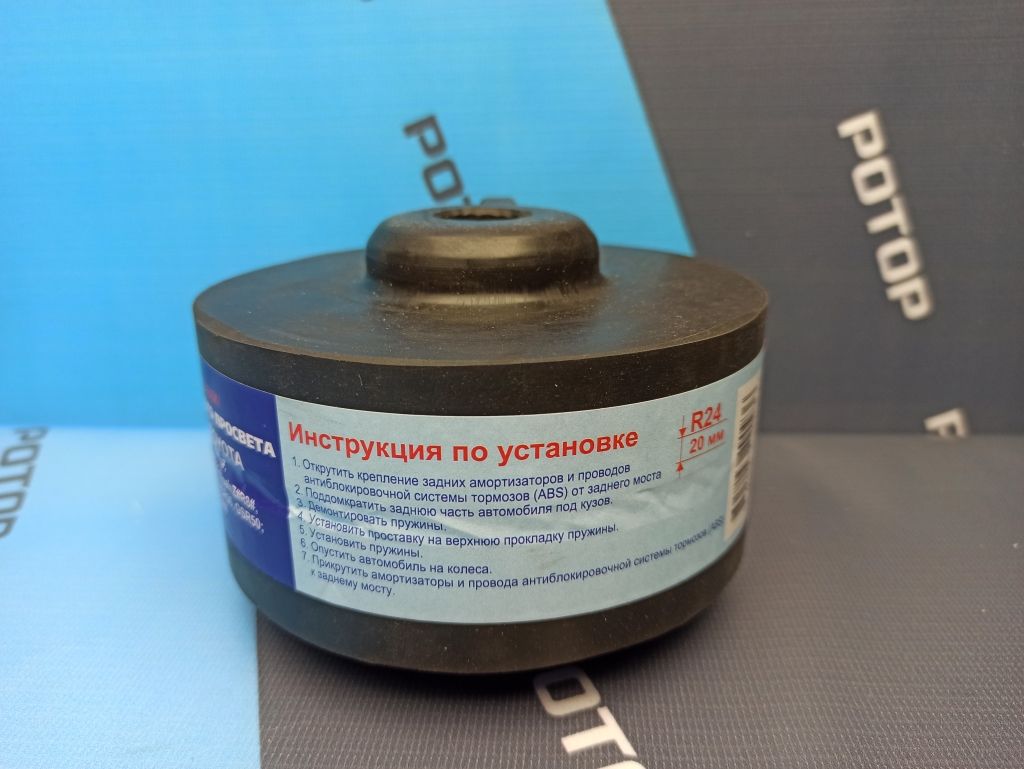 РОТОР
ПРОСВЕТА
Инструкция по установке
1. Открутить крепление задних амортизаторов и проводов
антиблокировочной системы тормозов (ABS) от заднего моста
2. Поддомкратить заднюю часть автомобиля под кузов.
3. Демонтировать пружины.
4. Установить проставку на верхнюю прокладку пружины.
5. Установить пружины.
6. Опустить автомобиль на колеса.
7. Прикрутить амортизаторы и провода антиблокировочной системы тормозов (ABS)
к заднему мосту.
R24
20 мм